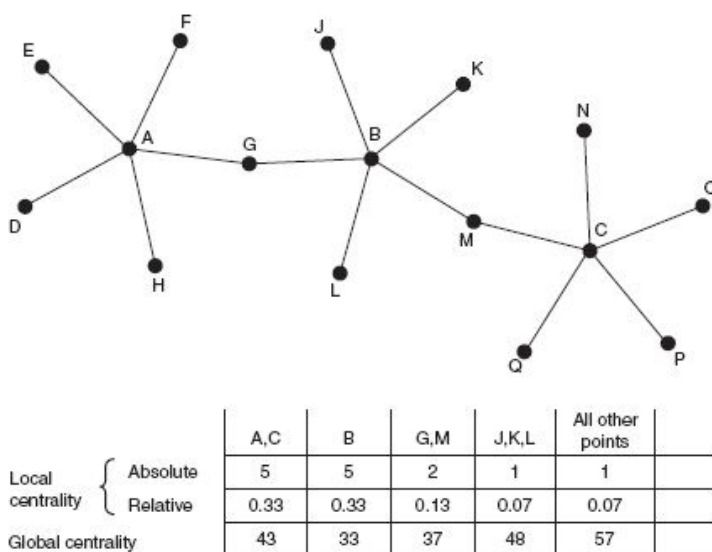 F
E
J
K
A
G
B
N
O
D
M
C
H
L
Q
P
A,C B G,M J,K,L All other points
Local centrality { Absolute 5 5 2 1 1
Relative 0.33 0.33 0.13 0.07 0.07
Global centrality 43 33 37 48 57